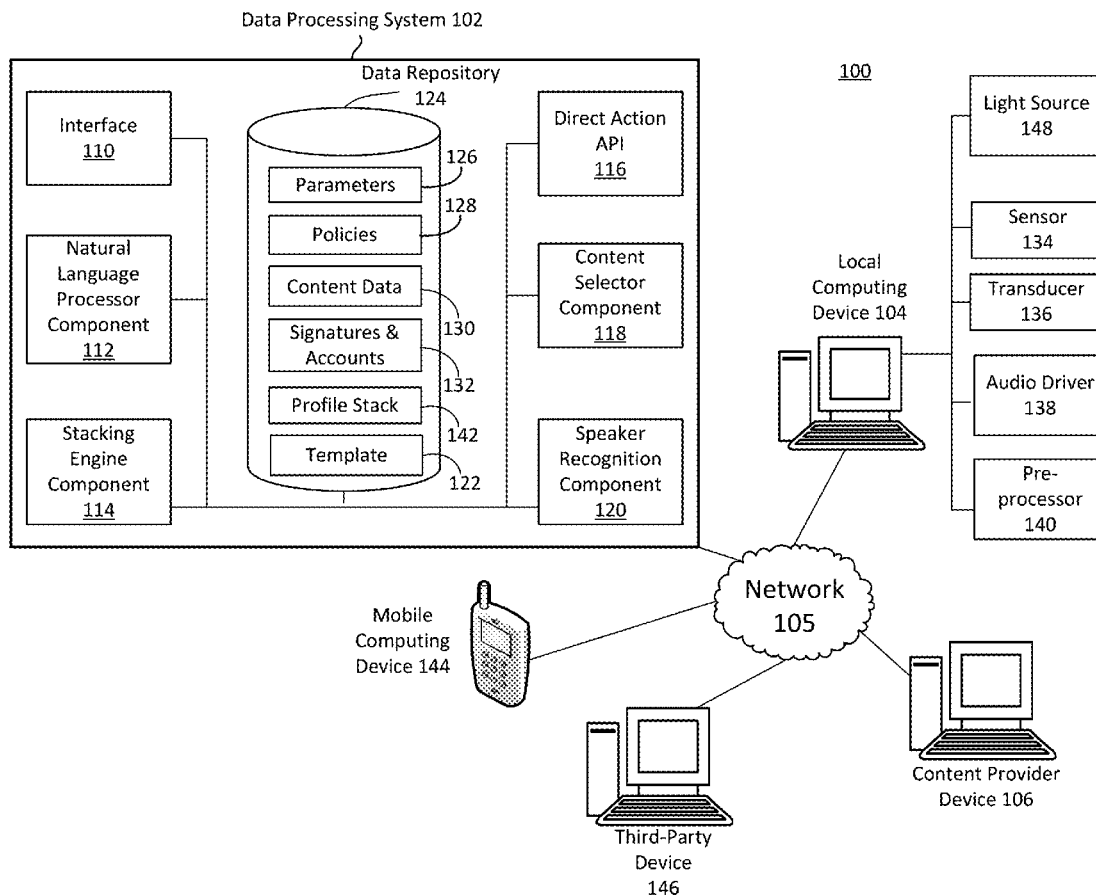 Data Processing System 102
Data Repository
124
Interface
110
Natural
Language
Processor
Component
112
Stacking
Engine
Component
114
Parameters
126
Policies
128
Content Data
130
Signatures &
Accounts
132
Profile Stack
142
Template
122
Direct Action
API
116
Content
Selector
Component
118
Speaker
Recognition
Component
120
100
Local
Computing
Device 104
Light Source
148
Sensor
134
Transducer
136
Audio Driver
138
Pre-
processor
140
Network
105
Mobile
Computing
Device 144
Third-Party
Device
146
Content Provider
Device 106